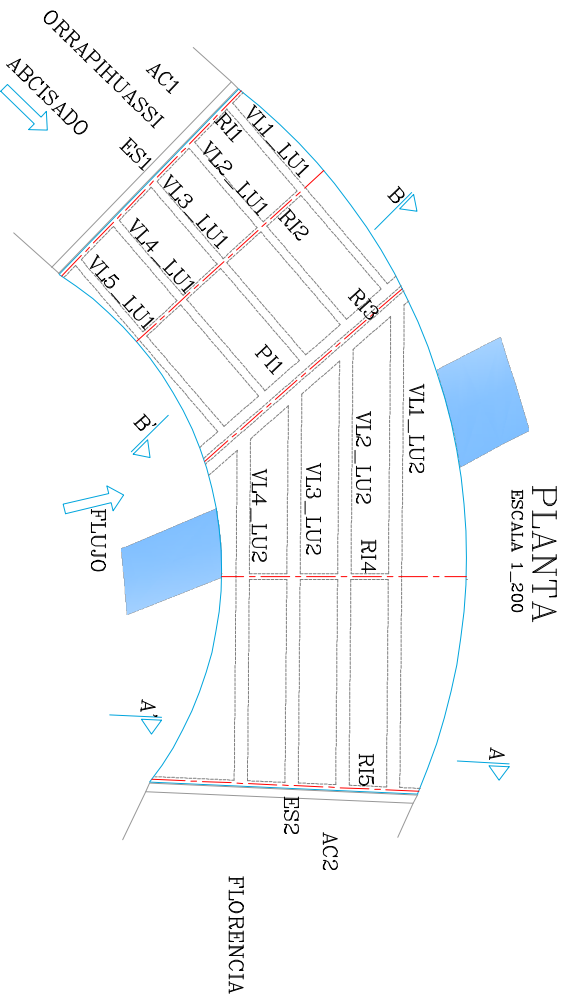 PLANTA
ESCALA 1_200
ORRAPIHUASSI
AC1
ABCISADO
ES1
RI1
VL1_LU1
VL2_LU1
VL3_LU1
VL4_LU1
VL5_LU1
RI2
B
RI3
PI1
B'
FLUJO
VL1_LU2
VL2_LU2
VL3_LU2
VL4_LU2
RI4
A'
A
RI5
ES2
AC2
FLORENCIA